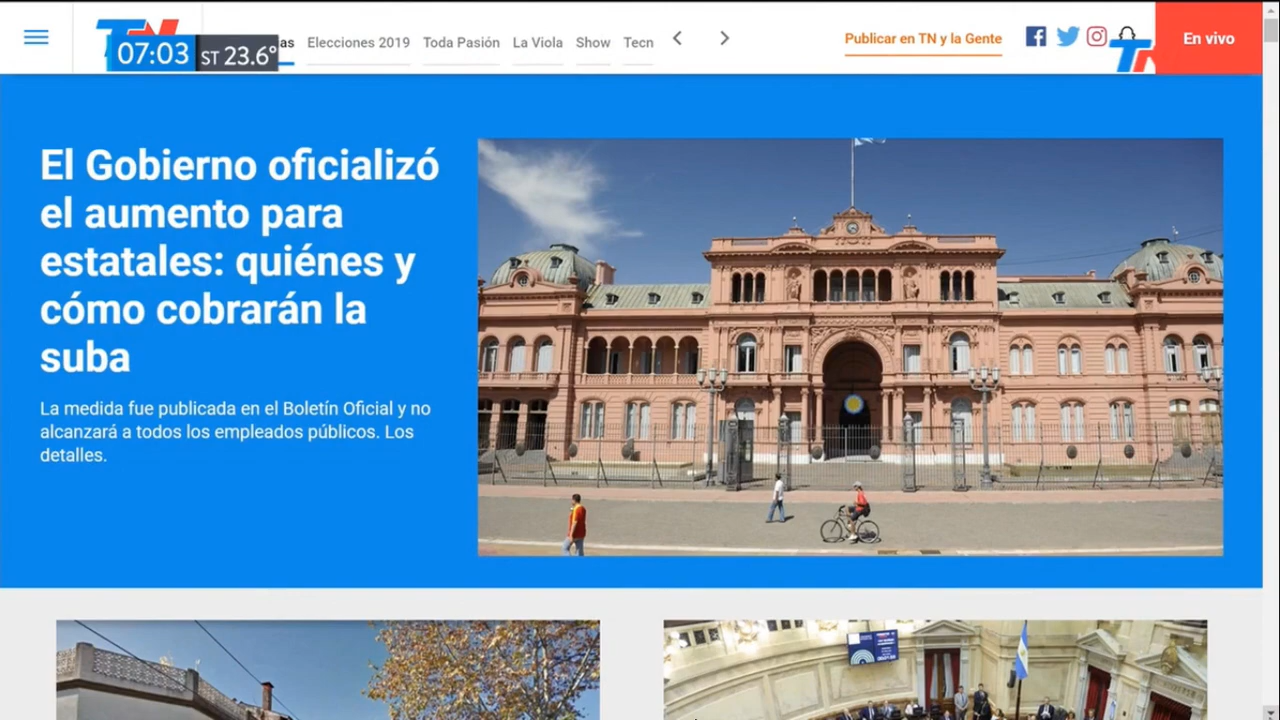 TN
07:03 ST 23.6°
as Elecciones 2019 Toda Pasión La Viola Show Tecn
Publicar en TN y la Gente
En vivo
El Gobierno oficializó
el aumento para
estatales: quiénes y
cómo cobrarán la
suba
La medida fue publicada en el Boletín Oficial y no
alcanzará a todos los empleados públicos. Los
detalles.